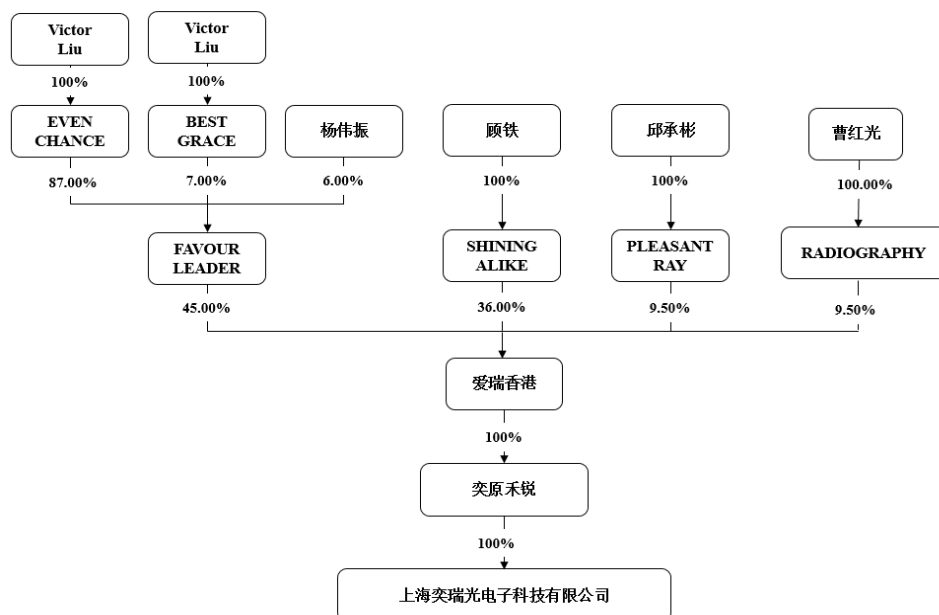 Victor
Liu
Victor
Liu
100%
100%
EVEN
CHANCE
BEST
GRACE
杨伟振
顾铁
邱承彬
曹红光
87.00%
7.00%
6.00%
100%
100%
100.00%
FAVOUR
LEADER
SHINING
ALIKE
PLEASANT
RAY
RADIOGRAPHY
45.00%
36.00%
9.50%
9.50%
爱瑞香港
100%
奕原禾锐
100%
上海奕瑞光电子科技有限公司